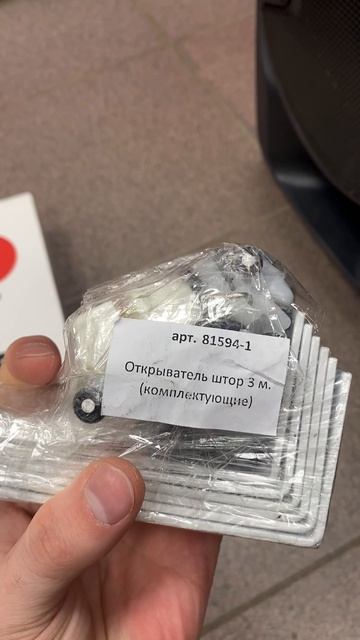 арт. 81594-1
Открыватель штор 3 м.
(комплектующие)